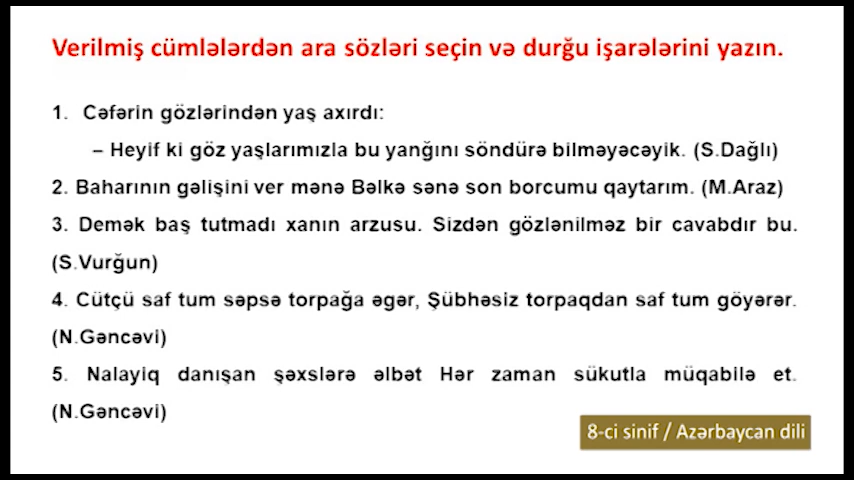 Verilmiş cümlələrdən ara sözləri seçin və durğu işarələrini yazın.
1. Cəfərin gözlərindən yaş axırdı:
– Heyif ki göz yaşlarımızla bu yanğını söndürə bilməyəcəyik. (S.Dağlı)
2. Baharının gəlişini ver mənə Bəlkə sənə son borcumu qaytarım. (M.Araz)
3. Demək baş tutmadı xanın arzusu. Sizdən gözlənilməz bir cavabdır bu.
(S.Vurğun)
4. Cütçü saf tum səpsə torpağa əgər, Şübhəsiz torpaqdan saf tum göyərər.
(N.Gəncəvi)
5. Nalayiq danışan şəxslərə əlbət Hər zaman sükutla müqabilə et.
(N.Gəncəvi)
8-ci sinif / Azərbaycan dili